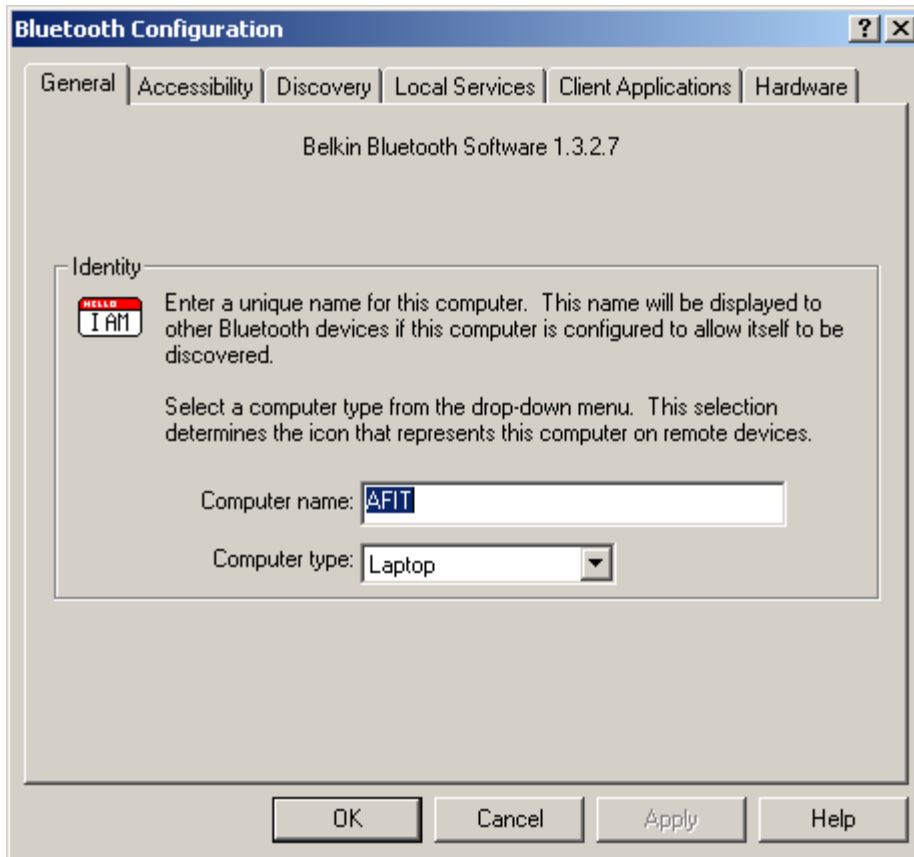 Bluetooth Configuration
General Accessibility Discovery Local Services Client Applications Hardware
Belkin Bluetooth Software 1.3.2.7
Identity
HELLO
I AM
Enter a unique name for this computer.  This name will be displayed to
other Bluetooth devices if this computer is configured to allow itself to be
discovered.
Select a computer type from the drop-down menu.  This selection
determines the icon that represents this computer on remote devices.
Computer name: AFIT
Computer type: Laptop
OK Cancel Apply Help